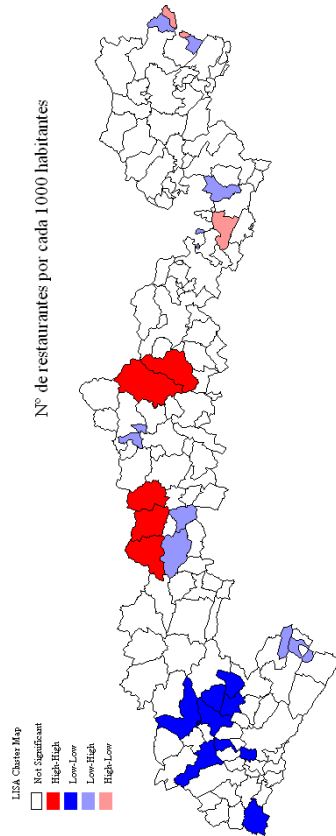 Nº de restaurantes por cada 1000 habitantes
LISA Cluster Map
Not Significant
High-High
Low-Low
Low-High
High-Low